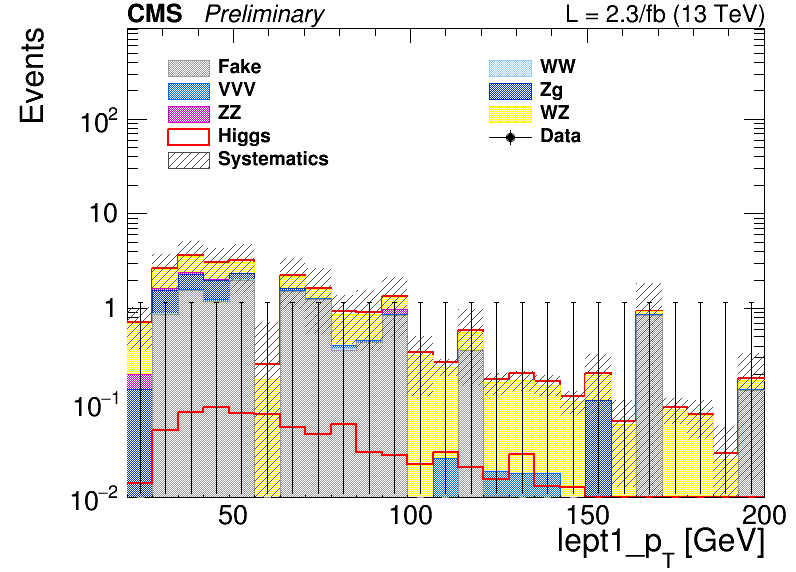 CMS Preliminary L = 2.3/fb (13 TeV)
Events
Fake WW
VVV Zg
ZZ WZ
Higgs Data
Systematics
10²
10
1
10⁻¹
10⁻²
50 100 150 200
lept1_p_T [GeV]